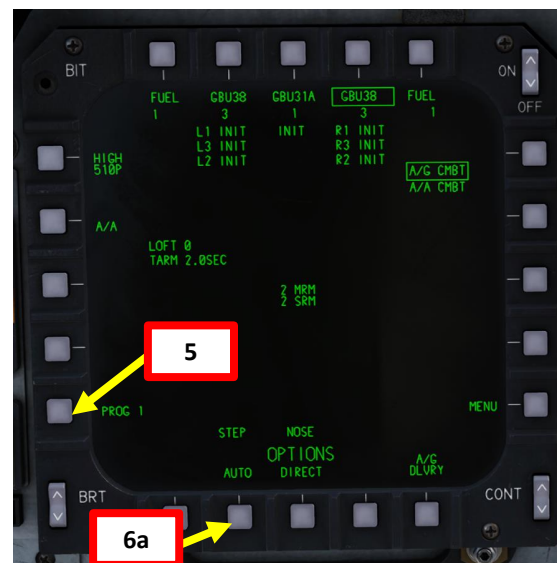 BIT
ON
OFF
FUEL GBU38 GBU31A GBU38 FUEL
1 3 1 3 1
L1 INIT INIT R1 INIT
L3 INIT R3 INIT
L2 INIT R2 INIT
HIGH
510P
A/G CMBT
A/A CMBT
A/A
LOFT 0
TARM 2.0SEC
2 MRM
2 SRM
5
PROG 1
MENU
STEP NOSE
OPTIONS
AUTO DIRECT
A/G
DLVRY
BRT
CONT
6a